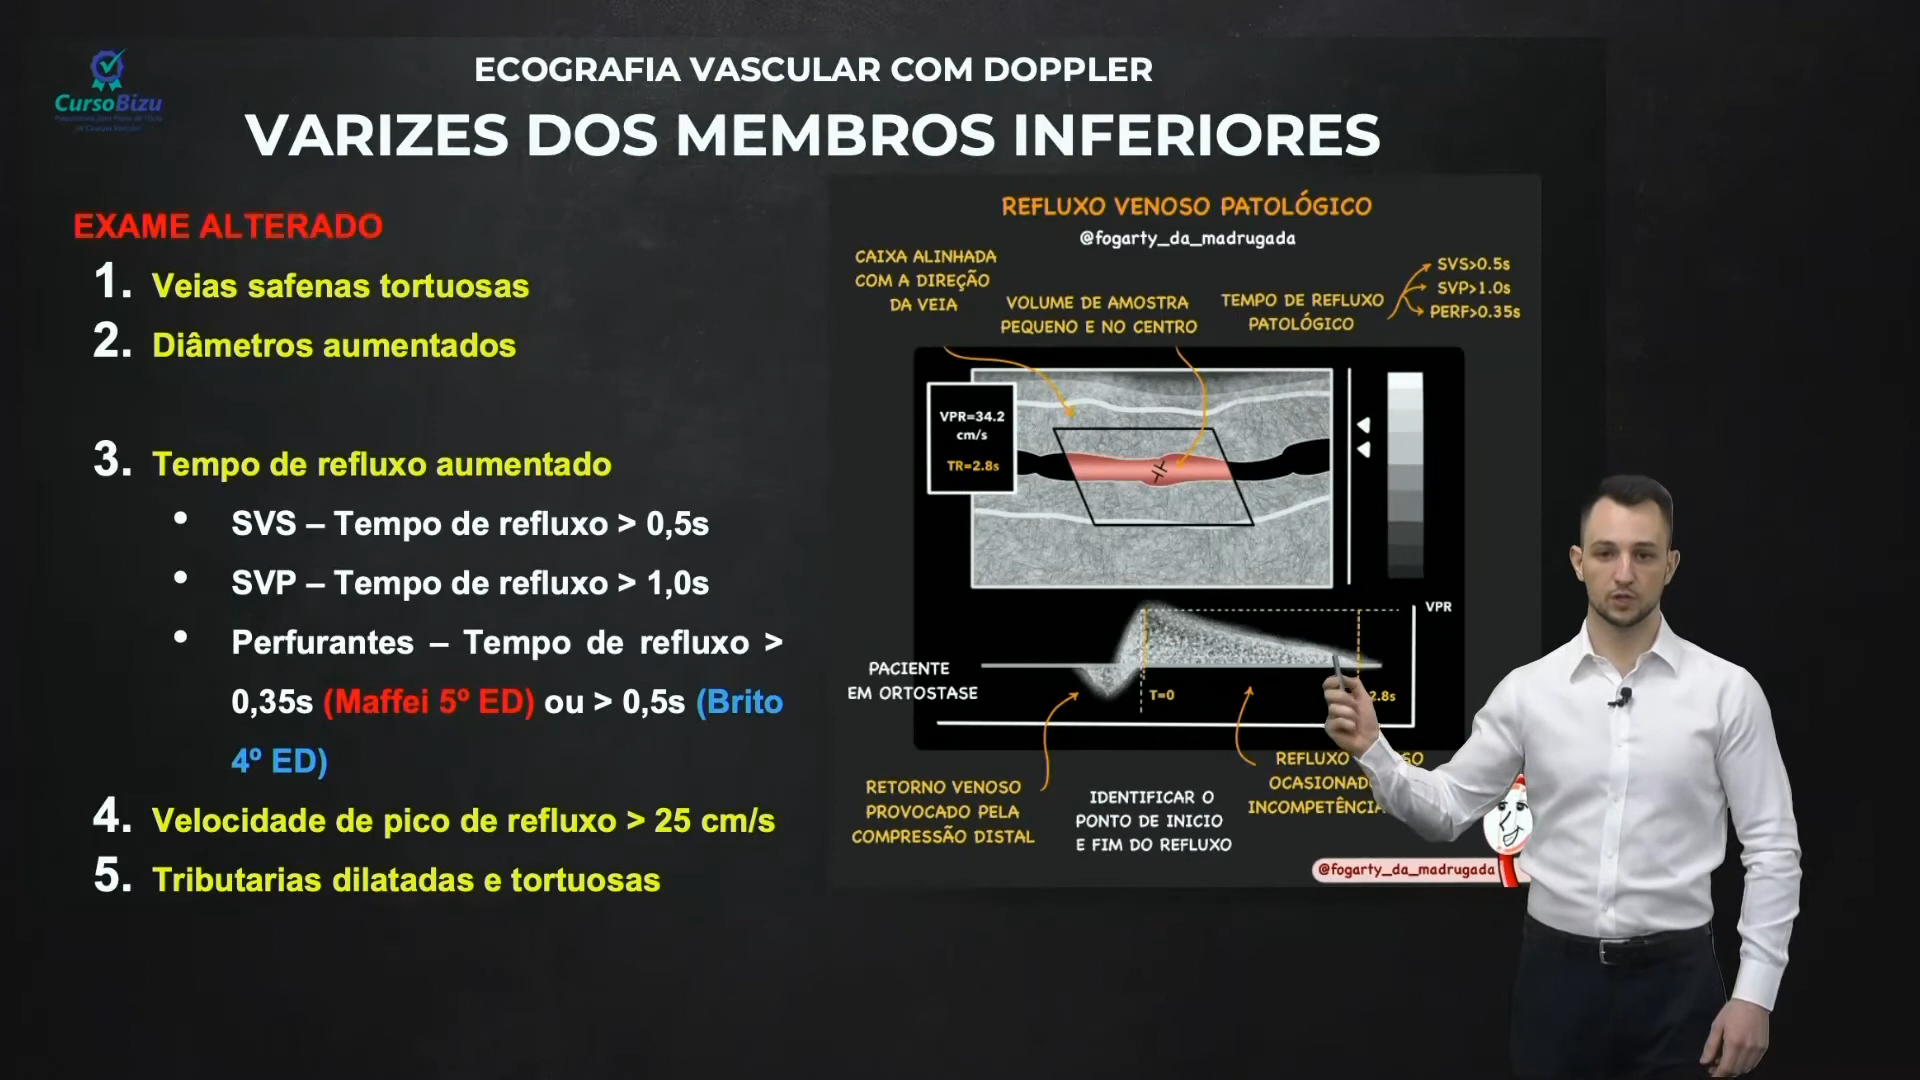 CursoBizu
ECOGRAFIA VASCULAR COM DOPPLER
VARIZES DOS MEMBROS INFERIORES
EXAME ALTERADO
1. Veias safenas tortuosas
2. Diâmetros aumentados
3. Tempo de refluxo aumentado
• SVS – Tempo de refluxo > 0,5s
• SVP – Tempo de refluxo > 1,0s
• Perfurantes – Tempo de refluxo >
0,35s (Maffei 5º ED) ou > 0,5s (Brito
4º ED)
4. Velocidade de pico de refluxo > 25 cm/s
5. Tributarias dilatadas e tortuosas
REFLUXO VENOSO PATOLÓGICO
@fogarty_da_madrugada
CAIXA ALINHADA
COM A DIREÇÃO
DA VEIA
VOLUME DE AMOSTRA
PEQUENO E NO CENTRO
TEMPO DE REFLUXO
PATOLÓGICO
SVS>0.5s
SVP>1.0s
PERF>0.35s
VPR=34.2
cm/s
TR=2.8s
VPR
PACIENTE
EM ORTOSTASE
T=0
2.8s
RETORNO VENOSO
PROVOCADO PELA
COMPRESSÃO DISTAL
IDENTIFICAR O
PONTO DE INICIO
E FIM DO REFLUXO
REFLUXO
OCASIONAD
INCOMPETÊNCIA
@fogarty_da_madrugada